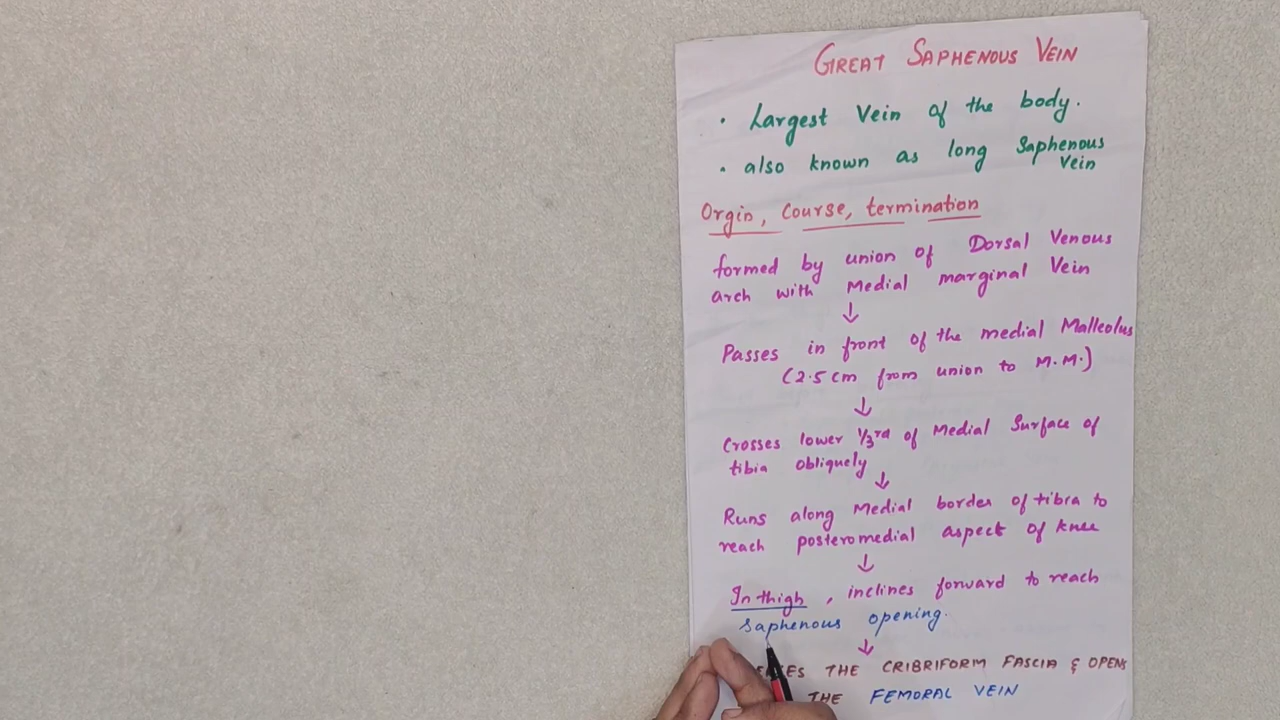 GREAT SAPHENOUS VEIN
• Largest Vein of the body.
• also known as long Saphenous
Vein
Orgin, Course, termination
formed by union of Dorsal Venous
arch with Medial marginal Vein
↓
Passes in front of the medial Malleolus
(2.5 cm from union to M.M.)
↓
Crosses lower 1/3rd of Medial Surface of
tibia obliquely
↓
Runs along Medial border of tibia to
reach posteromedial aspect of knee
↓
In thigh, inclines forward to reach
Saphenous opening.
↓
THE CRIBRIFORM FASCIA & OPENS
THE FEMORAL VEIN